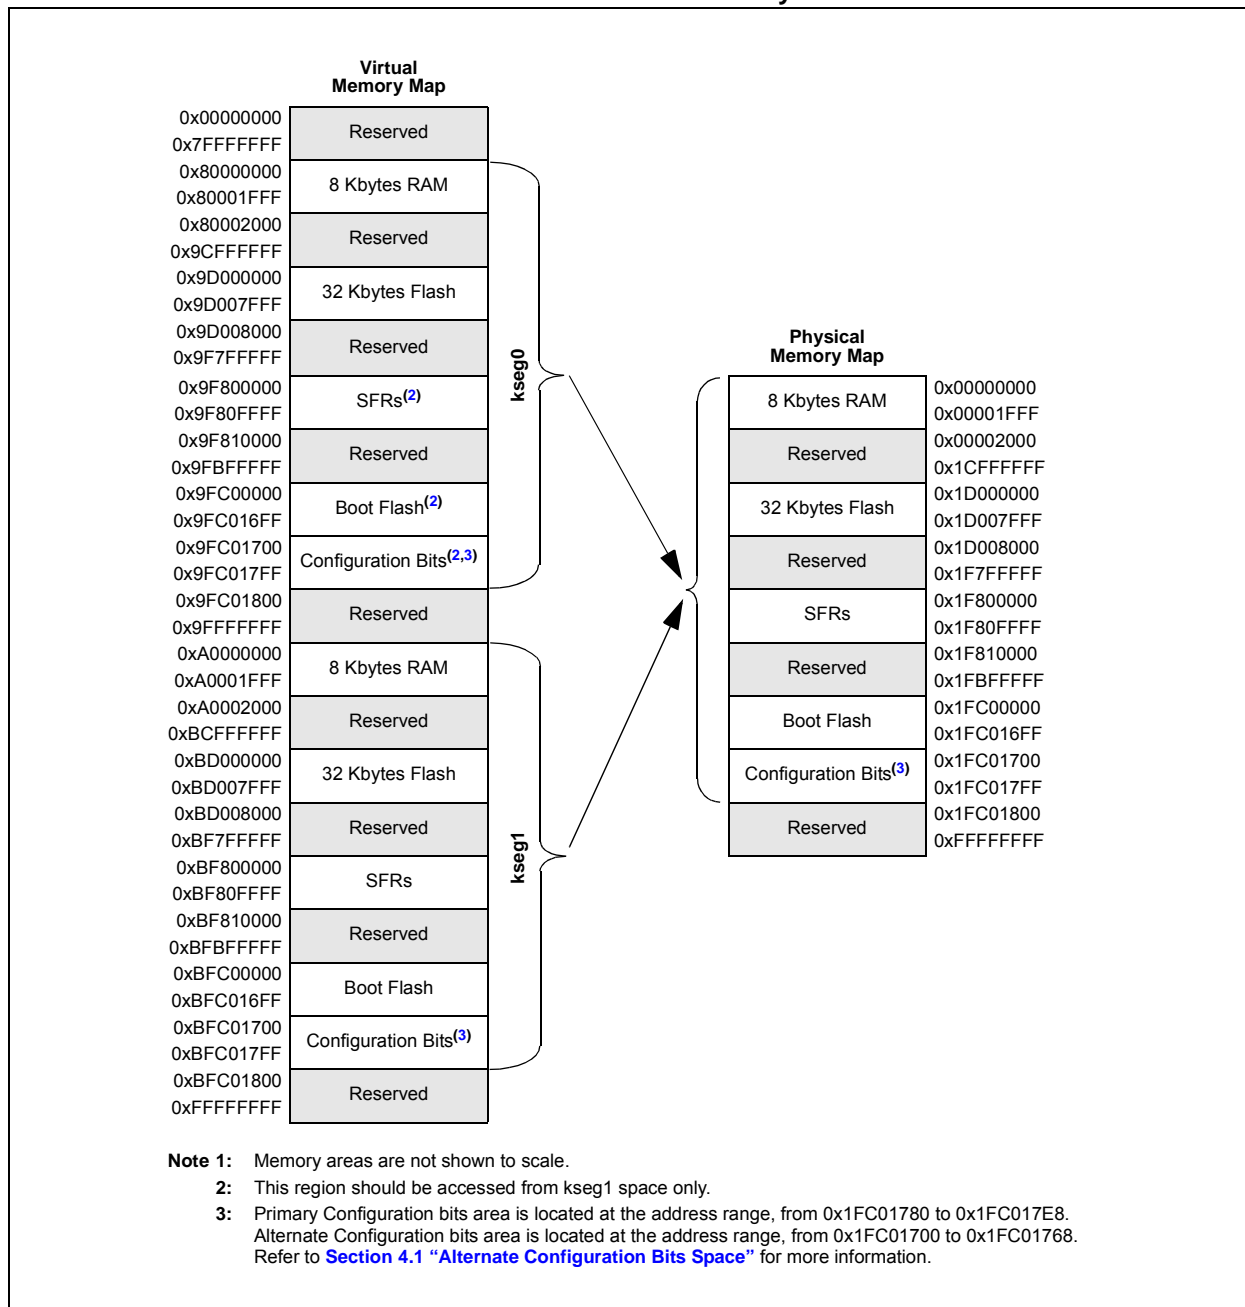 Virtual
Memory Map
0x00000000
0x7FFFFFFF
Reserved
0x80000000
0x80001FFF
8 Kbytes RAM
0x80002000
0x9CFFFFFF
Reserved
0x9D000000
0x9D007FFF
32 Kbytes Flash
0x9D008000
0x9F7FFFFF
Reserved
0x9F800000
0x9F80FFFF
SFRs(2)
0x9F810000
0x9FBFFFFF
Reserved
0x9FC00000
0x9FC016FF
Boot Flash(2)
0x9FC01700
0x9FC017FF
Configuration Bits(2,3)
0x9FC01800
0x9FFFFFFF
Reserved
0xA0000000
0xA0001FFF
8 Kbytes RAM
0xA0002000
0xBCFFFFFF
Reserved
0xBD000000
0xBD007FFF
32 Kbytes Flash
0xBD008000
0xBF7FFFFF
Reserved
0xBF800000
0xBF80FFFF
SFRs
0xBF810000
0xBFBFFFFF
Reserved
0xBFC00000
0xBFC016FF
Boot Flash
0xBFC01700
0xBFC017FF
Configuration Bits(3)
0xBFC01800
0xFFFFFFFF
Reserved
kseg0
kseg1
Physical
Memory Map
8 Kbytes RAM
0x00000000
0x00001FFF
Reserved
0x00002000
0x1CFFFFFF
32 Kbytes Flash
0x1D000000
0x1D007FFF
Reserved
0x1D008000
0x1F7FFFFF
SFRs
0x1F800000
0x1F80FFFF
Reserved
0x1F810000
0x1FBFFFFF
Boot Flash
0x1FC00000
0x1FC016FF
Configuration Bits(3)
0x1FC01700
0x1FC017FF
Reserved
0x1FC01800
0xFFFFFFFF
Note 1: Memory areas are not shown to scale.
2: This region should be accessed from kseg1 space only.
3: Primary Configuration bits area is located at the address range, from 0x1FC01780 to 0x1FC017E8.
Alternate Configuration bits area is located at the address range, from 0x1FC01700 to 0x1FC01768.
Refer to Section 4.1 “Alternate Configuration Bits Space” for more information.